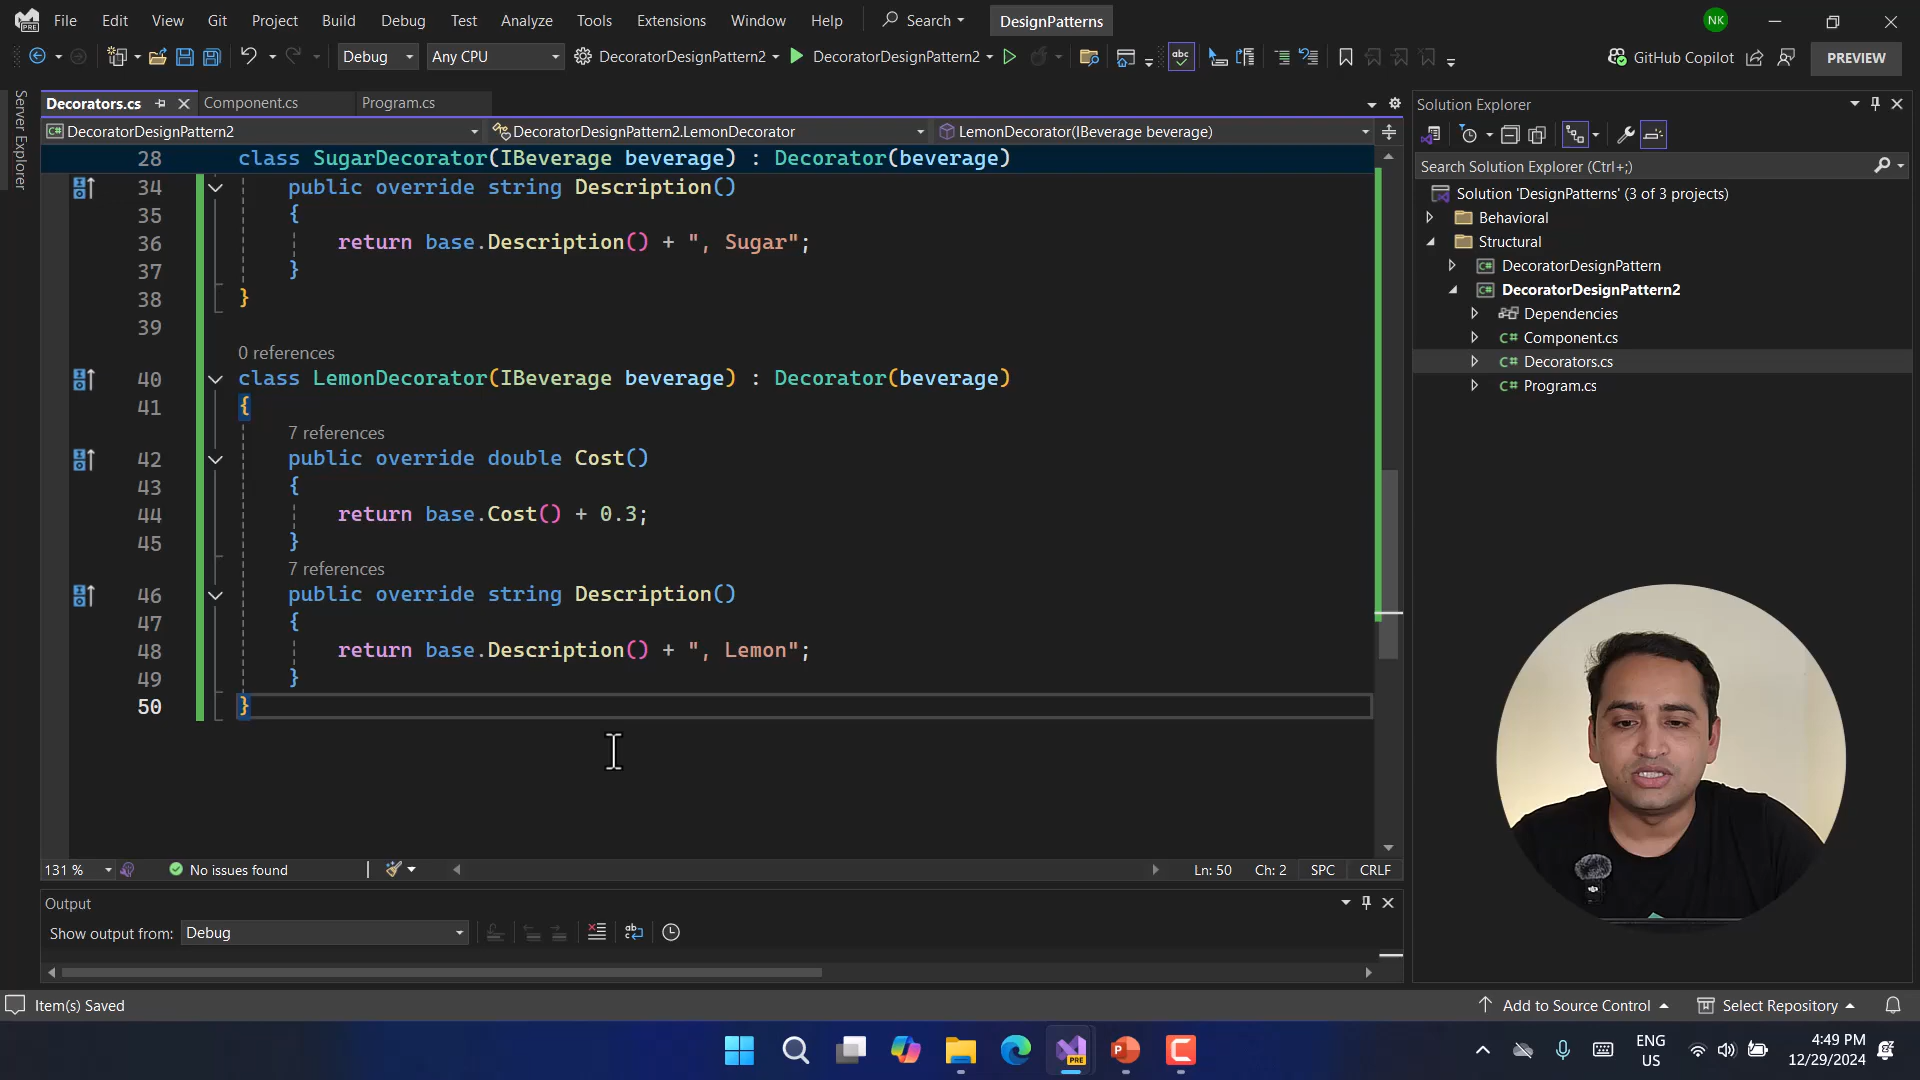 File Edit View Git Project Build Debug Test Analyze Tools Extensions Window Help Search DesignPatterns NK
Debug Any CPU DecoratorDesignPattern2 DecoratorDesignPattern2 abc GitHub Copilot PREVIEW
Server Explorer
Decorators.cs Component.cs Program.cs
DecoratorDesignPattern2 DecoratorDesignPattern2.LemonDecorator LemonDecorator(IBeverage beverage)
28 class SugarDecorator(IBeverage beverage) : Decorator(beverage)
34 public override string Description()
35 {
36 return base.Description() + ", Sugar";
37 }
38 }
39
0 references
40 class LemonDecorator(IBeverage beverage) : Decorator(beverage)
41 {
7 references
42 public override double Cost()
43 {
44 return base.Cost() + 0.3;
45 }
7 references
46 public override string Description()
47 {
48 return base.Description() + ", Lemon";
49 }
50 }
131 % No issues found Ln: 50 Ch: 2 SPC CRLF
Output
Show output from: Debug
Solution Explorer
Search Solution Explorer (Ctrl+;)
Solution 'DesignPatterns' (3 of 3 projects)
Behavioral
Structural
C# DecoratorDesignPattern
C# DecoratorDesignPattern2
Dependencies
C# Component.cs
C# Decorators.cs
C# Program.cs
Item(s) Saved Add to Source Control Select Repository
PRE
ENG
US
4:49 PM
12/29/2024